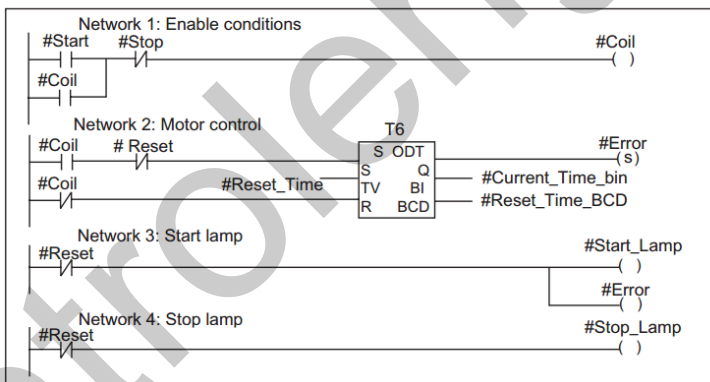 Network 1: Enable conditions
#Start #Stop #Coil
( )
#Coil
Network 2: Motor control
T6
#Coil # Reset S ODT #Error
(s)
S Q #Current_Time_bin
#Coil #Reset_Time TV BI #Reset_Time_BCD
R BCD
Network 3: Start lamp
#Reset #Start_Lamp
( )
#Error
( )
Network 4: Stop lamp
#Reset #Stop_Lamp
( )